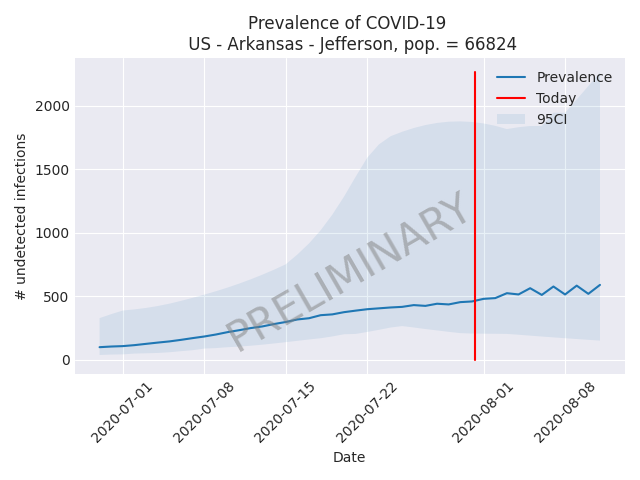 Prevalence of COVID-19
US - Arkansas - Jefferson, pop. = 66824
Prevalence
Today
95CI
PRELIMINARY
# undetected infections
2000
1500
1000
500
0
2020-07-01
2020-07-08
2020-07-15
2020-07-22
2020-08-01
2020-08-08
Date